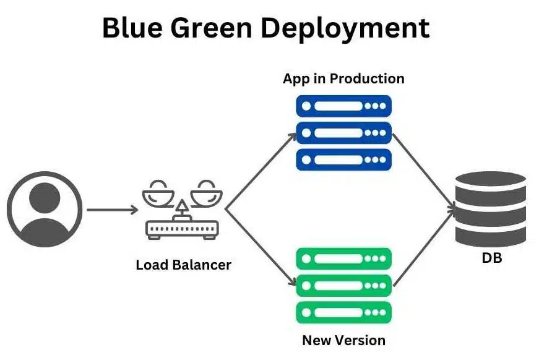 Blue Green Deployment
App in Production
Load Balancer
DB
New Version